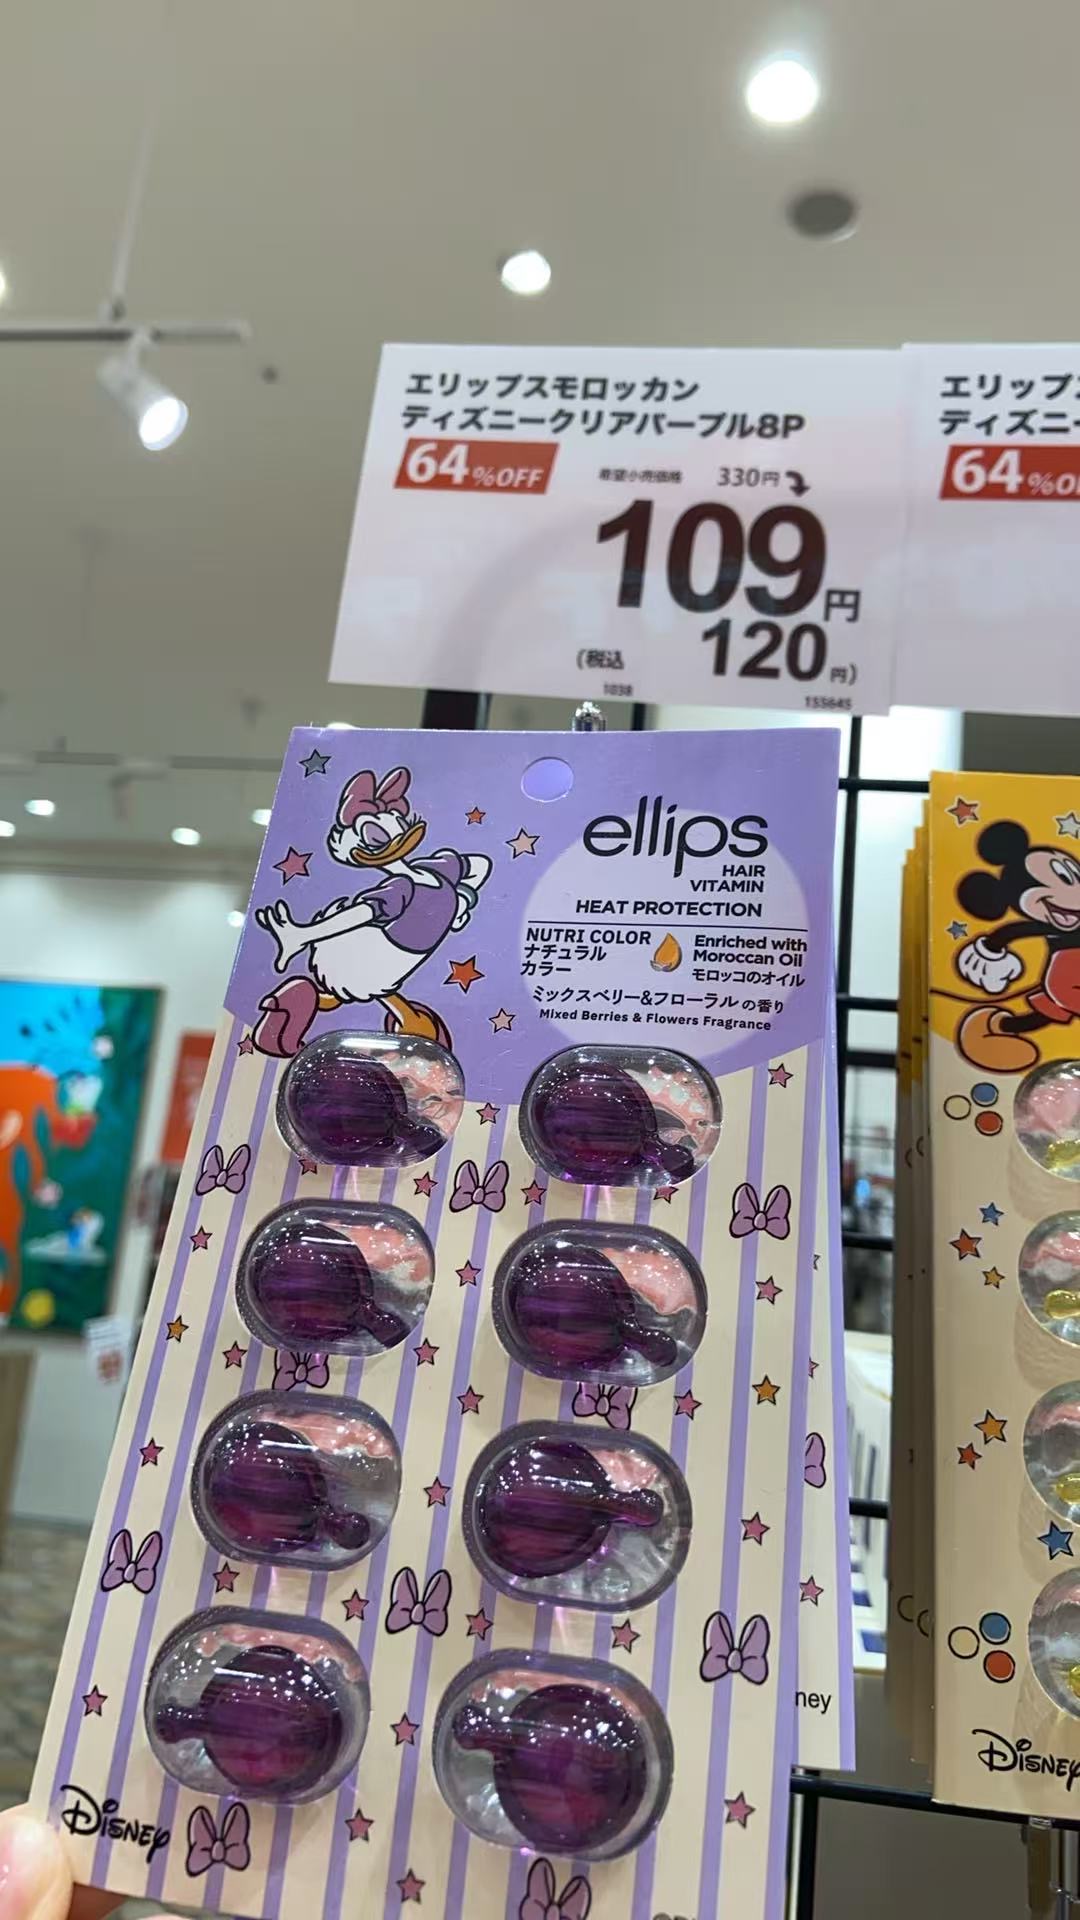 エリップスモロッカン
ディズニークリアパープル8P
64%OFF
希望小売価格 330円
109円
(税込 120円)
1038
155645
エリップ
ディズニー
64%O
ellips
HAIR
VITAMIN
HEAT PROTECTION
NUTRI COLOR
ナチュラル
カラー
Enriched with
Moroccan Oil
モロッコのオイル
ミックスベリー&フローラルの香り
Mixed Berries & Flowers Fragrance
Disney
ney
Disney